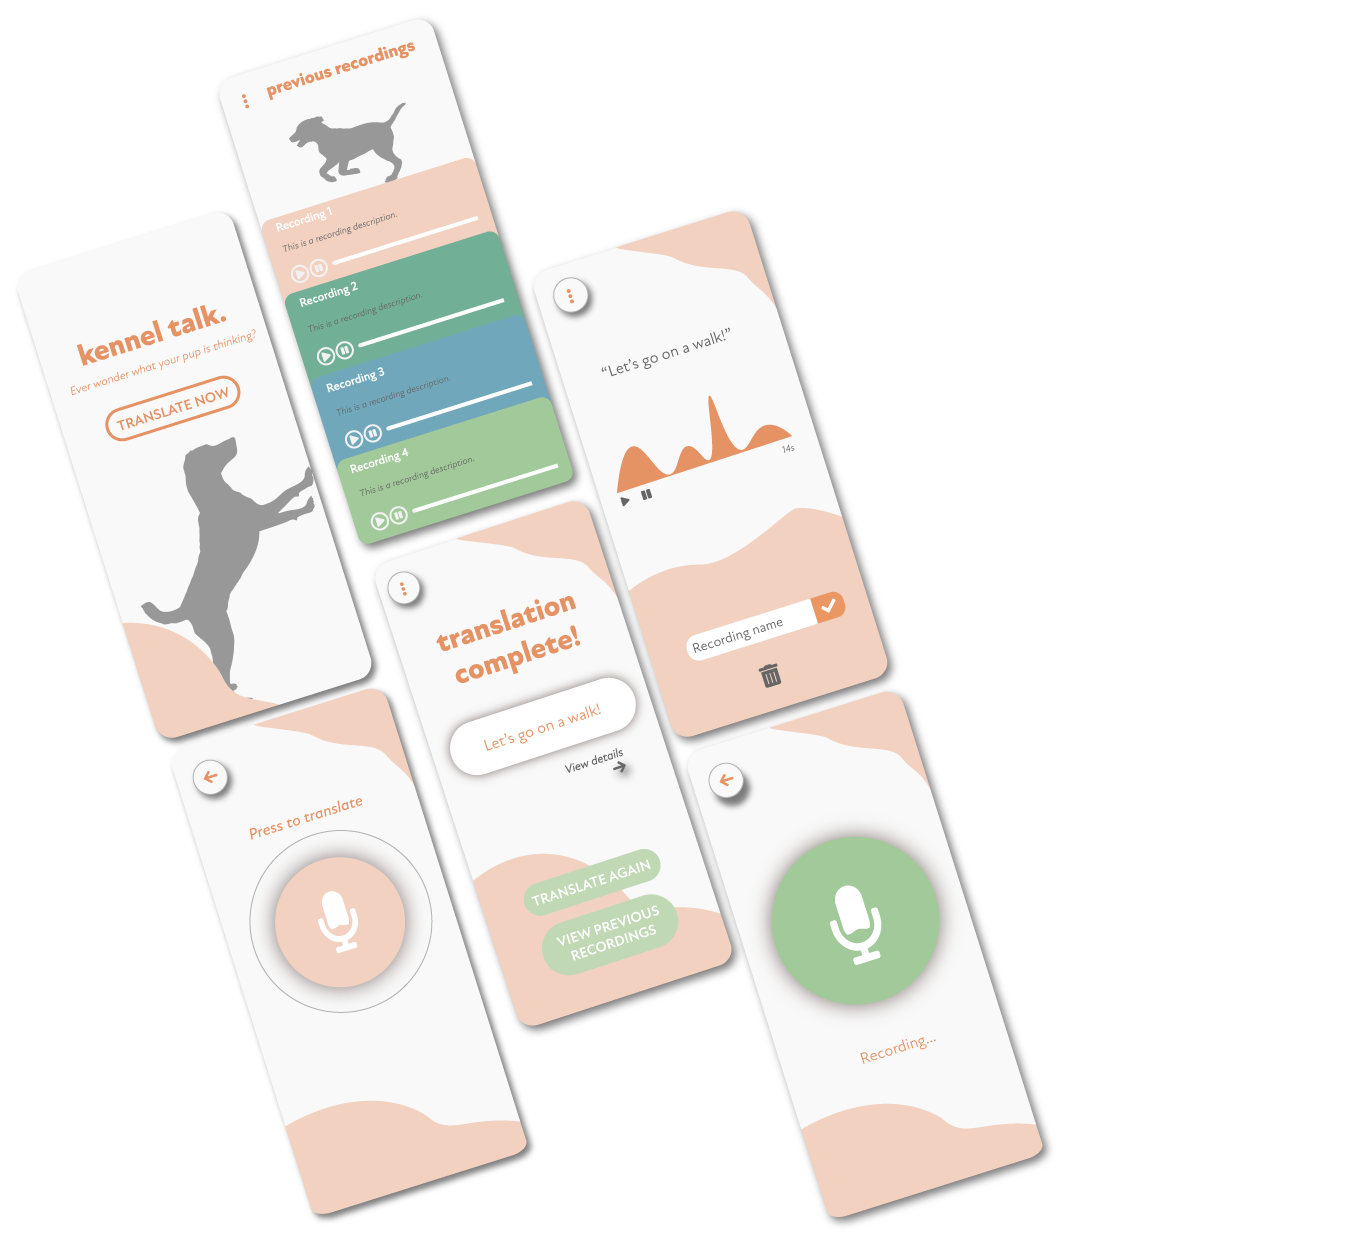 previous recordings
Recording 1
This is a recording description.
Recording 2
This is a recording description.
Recording 3
This is a recording description.
Recording 4
This is a recording description.
kennel talk.
Ever wonder what your pup is thinking?
TRANSLATE NOW
“Let’s go on a walk!”
14s
Recording name
translation
complete!
Let’s go on a walk!
View details
TRANSLATE AGAIN
VIEW PREVIOUS
RECORDINGS
Press to translate
Recording...